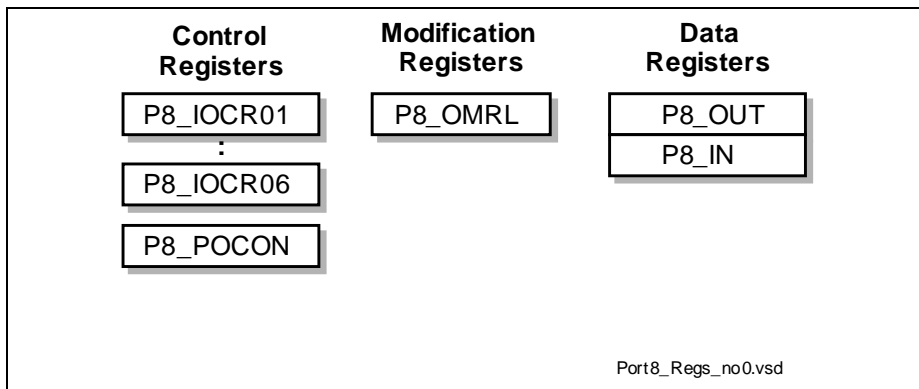 Control
Registers
Modification
Registers
Data
Registers
P8_IOCR01
:
P8_IOCR06
P8_POCON
P8_OMRL
P8_OUT
P8_IN
Port8_Regs_no0.vsd